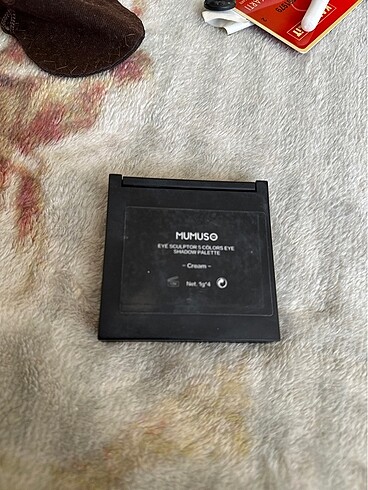 MUMUSO
EYE SCULPTOR 5 COLORS EYE
SHADOW PALETTE
- Cream -
Net. 1g*4